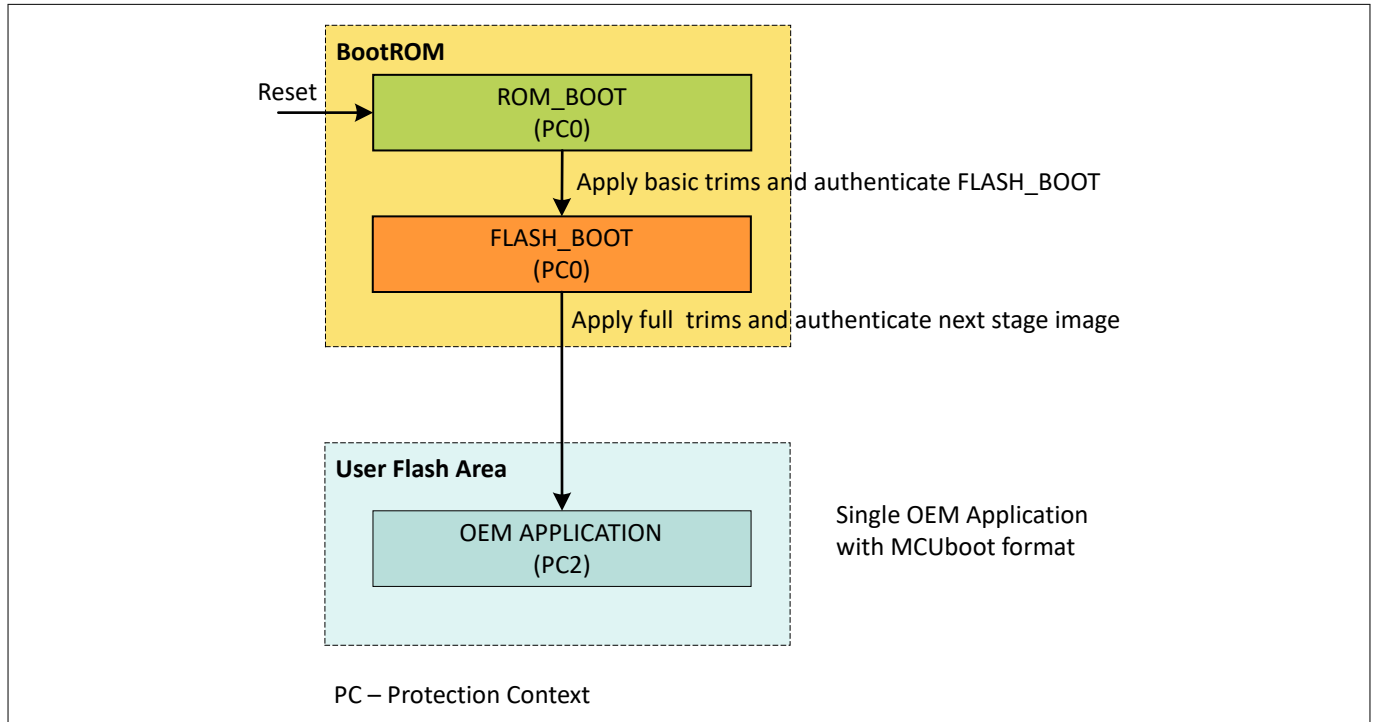 BootROM
Reset
ROM_BOOT
(PC0)
Apply basic trims and authenticate FLASH_BOOT
FLASH_BOOT
(PC0)
Apply full  trims and authenticate next stage image
User Flash Area
OEM APPLICATION
(PC2)
Single OEM Application
with MCUboot format
PC – Protection Context